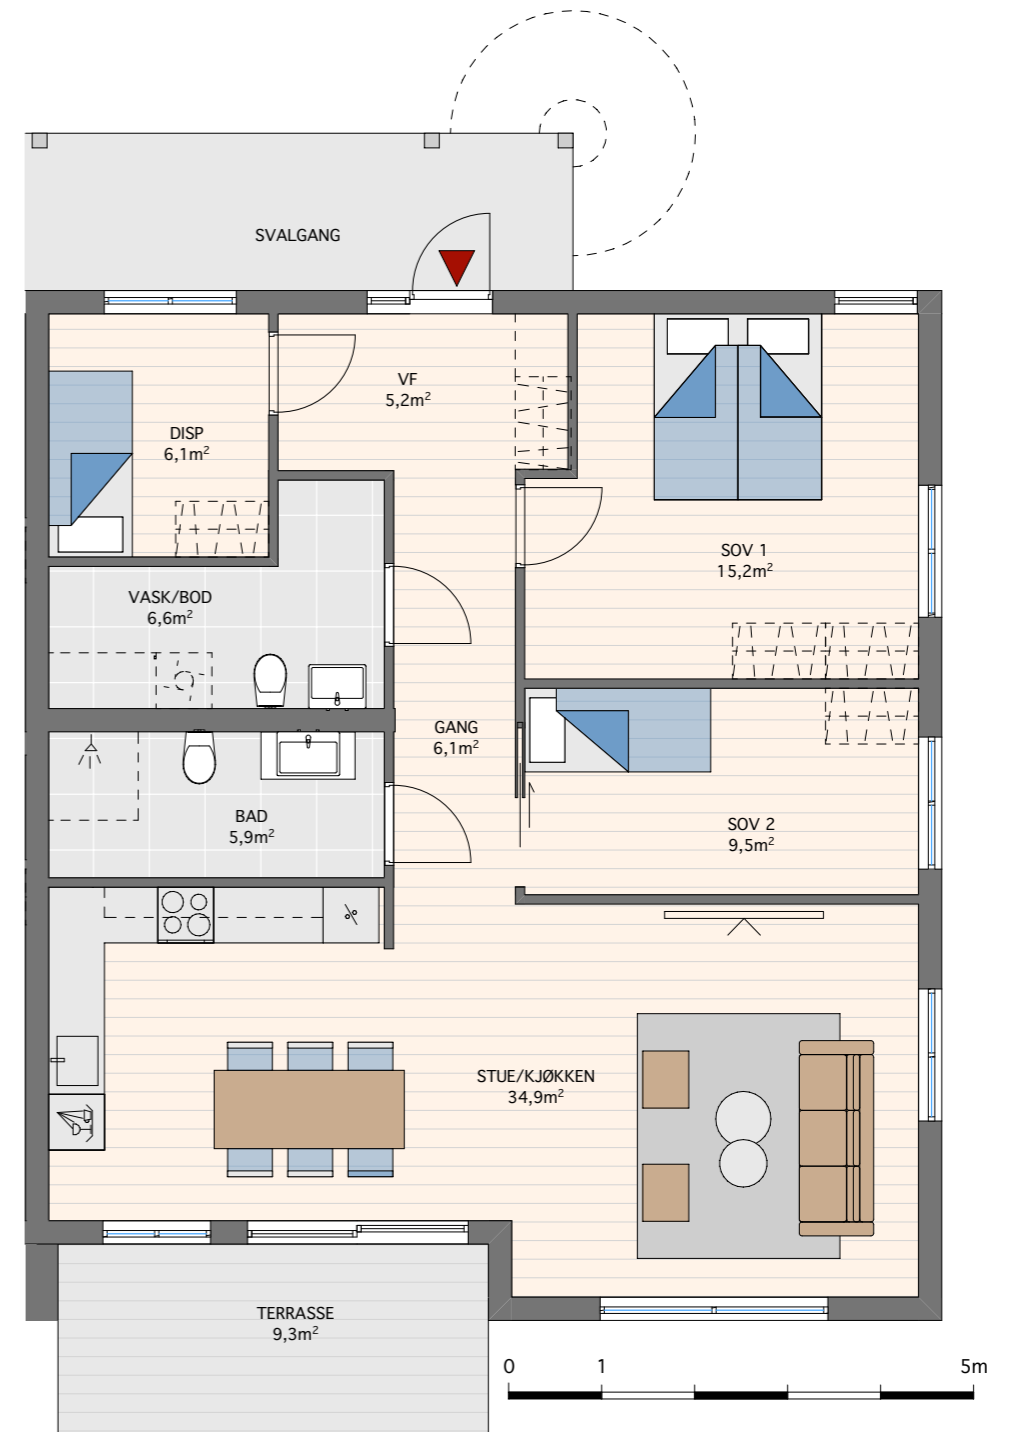 SVALGANG
VF
5,2m²
DISP
6,1m²
SOV 1
15,2m²
VASK/BOD
6,6m²
GANG
6,1m²
BAD
5,9m²
SOV 2
9,5m²
STUE/KJØKKEN
34,9m²
TERRASSE
9,3m²
0 1 5m